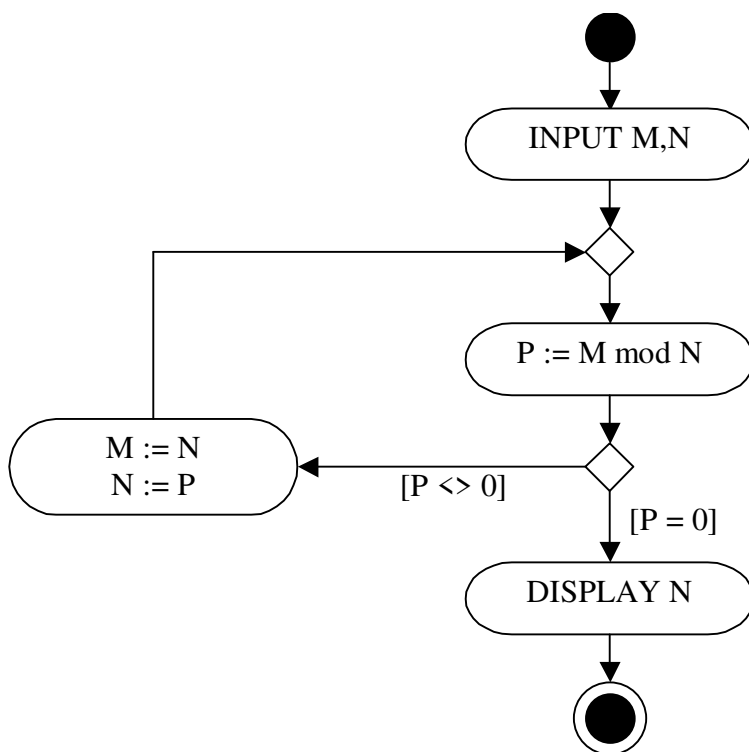 INPUT M,N
P := M mod N
M := N
N := P
[P <> 0]
[P = 0]
DISPLAY N